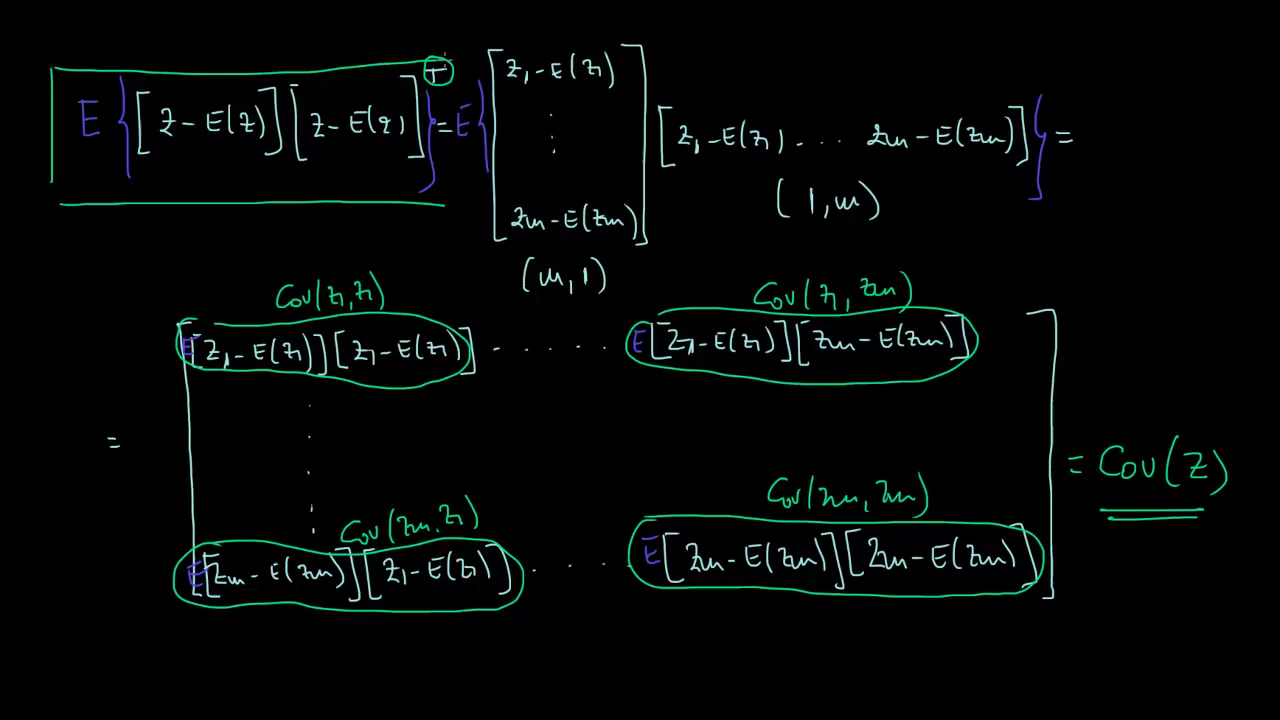 E { [ Z - E(Z) ] [ Z - E(Z) ]ᵀ } = E { [ Z₁ - E(Z₁) ⋮ Zm - E(Zm) ] [ Z₁ - E(Z₁) . . . Zm - E(Zm) ] } =
(m, 1) (1, m)
Cov(Z₁, Z₁) Cov(Z₁, Zm)
E[Z₁ - E(Z₁)][Z₁ - E(Z₁)] . . . . . E[Z₁ - E(Z₁)][Zm - E(Zm)]
= ⋮ = Cov(Z)
Cov(Zm, Z₁) Cov(Zm, Zm)
E[Zm - E(Zm)][Z₁ - E(Z₁)] . . . . . E[Zm - E(Zm)][Zm - E(Zm)]